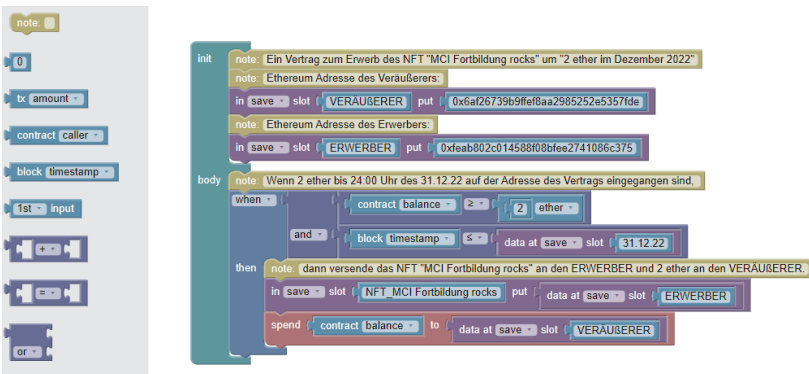 note:
0
tx amount
contract caller
block timestamp
1st input
+
=
or
init
note: Ein Vertrag zum Erwerb des NFT "MCI Fortbildung rocks" um "2 ether im Dezember 2022"
note: Ethereum Adresse des Veräußerers:
in save slot VERÄUßERER put 0x6af26739b9ffef8aa2985252e5357fde
note: Ethereum Adresse des Erwerbers:
in save slot ERWERBER put 0xfeab802c014588f08bfee2741086c375
body note: Wenn 2 ether bis 24:00 Uhr des 31.12.22 auf der Adresse des Vertrags eingegangen sind,
when contract balance ≥ 2 ether
and block timestamp ≤ data at save slot 31.12.22
then note: dann versende das NFT "MCI Fortbildung rocks" an den ERWERBER und 2 ether an den VERÄUßERER.
in save slot NFT_MCI Fortbildung rocks put data at save slot ERWERBER
spend contract balance to data at save slot VERÄUßERER